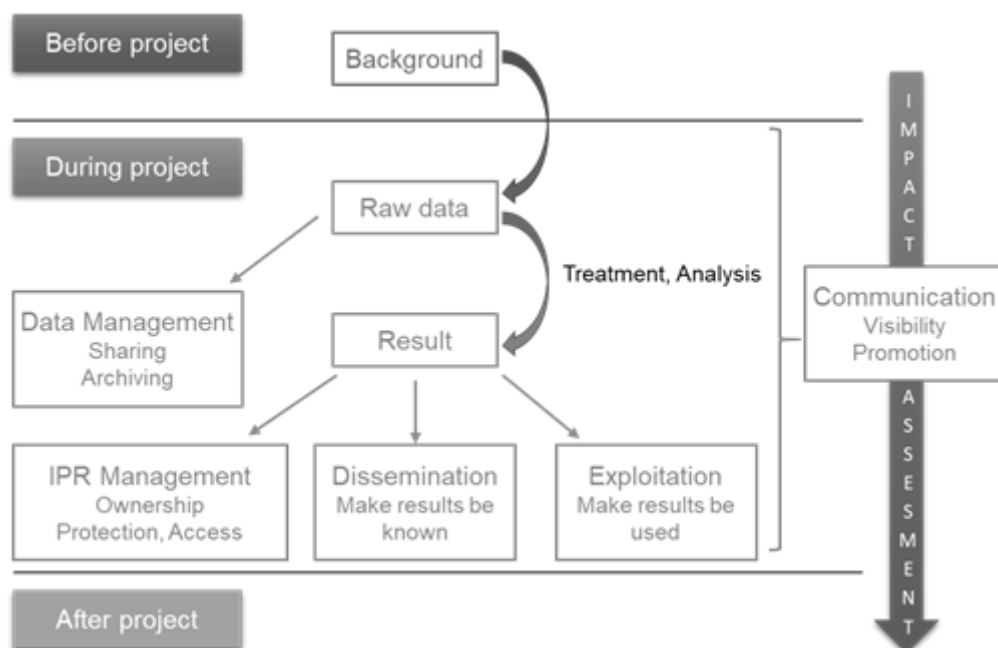 Before project
Background
During project
Raw data
Treatment, Analysis
Data Management
Sharing
Archiving
Result
IPR Management
Ownership
Protection, Access
Dissemination
Make results be
known
Exploitation
Make results be
used
Communication
Visibility
Promotion
IMPACT
ASSESSMENT
After project